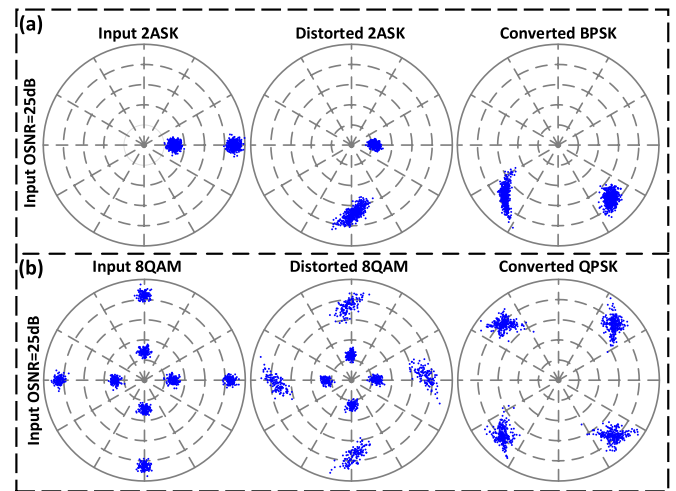 (a)
Input 2ASK
Distorted 2ASK
Converted BPSK
Input OSNR=25dB
(b)
Input 8QAM
Distorted 8QAM
Converted QPSK
Input OSNR=25dB